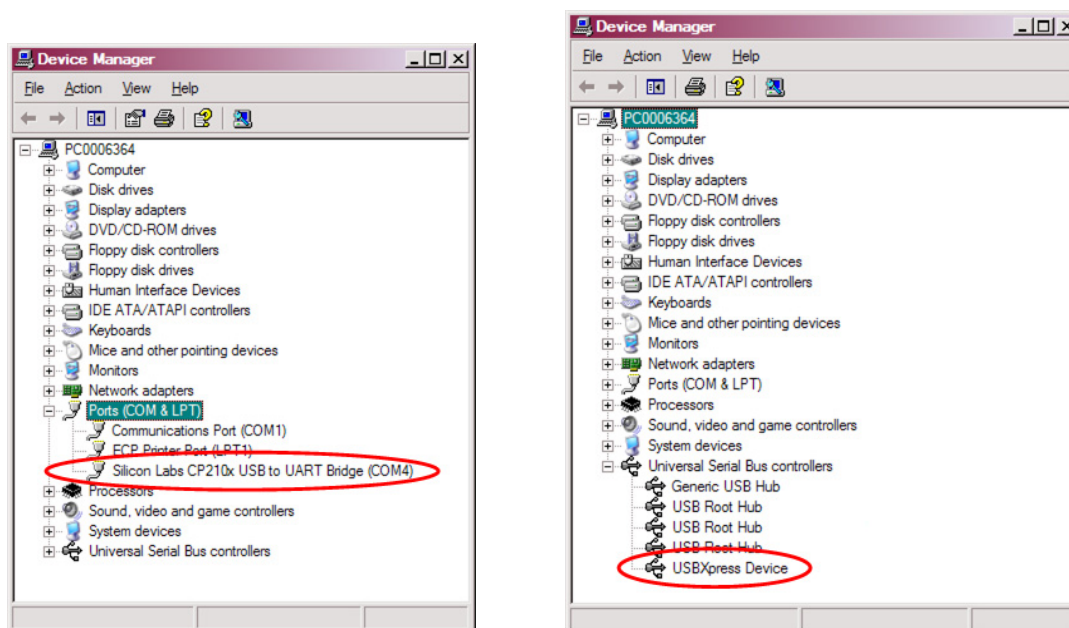 Device Manager
File Action View Help
PC0006364
Computer
Disk drives
Display adapters
DVD/CD-ROM drives
Floppy disk controllers
Floppy disk drives
Human Interface Devices
IDE ATA/ATAPI controllers
Keyboards
Mice and other pointing devices
Monitors
Network adapters
Ports (COM & LPT)
Communications Port (COM1)
ECP Printer Port (LPT1)
Silicon Labs CP210x USB to UART Bridge (COM4)
Processors
Sound, video and game controllers
System devices
Universal Serial Bus controllers
Device Manager
File Action View Help
PC0006364
Computer
Disk drives
Display adapters
DVD/CD-ROM drives
Floppy disk controllers
Floppy disk drives
Human Interface Devices
IDE ATA/ATAPI controllers
Keyboards
Mice and other pointing devices
Monitors
Network adapters
Ports (COM & LPT)
Processors
Sound, video and game controllers
System devices
Universal Serial Bus controllers
Generic USB Hub
USB Root Hub
USB Root Hub
USB Root Hub
USBXpress Device